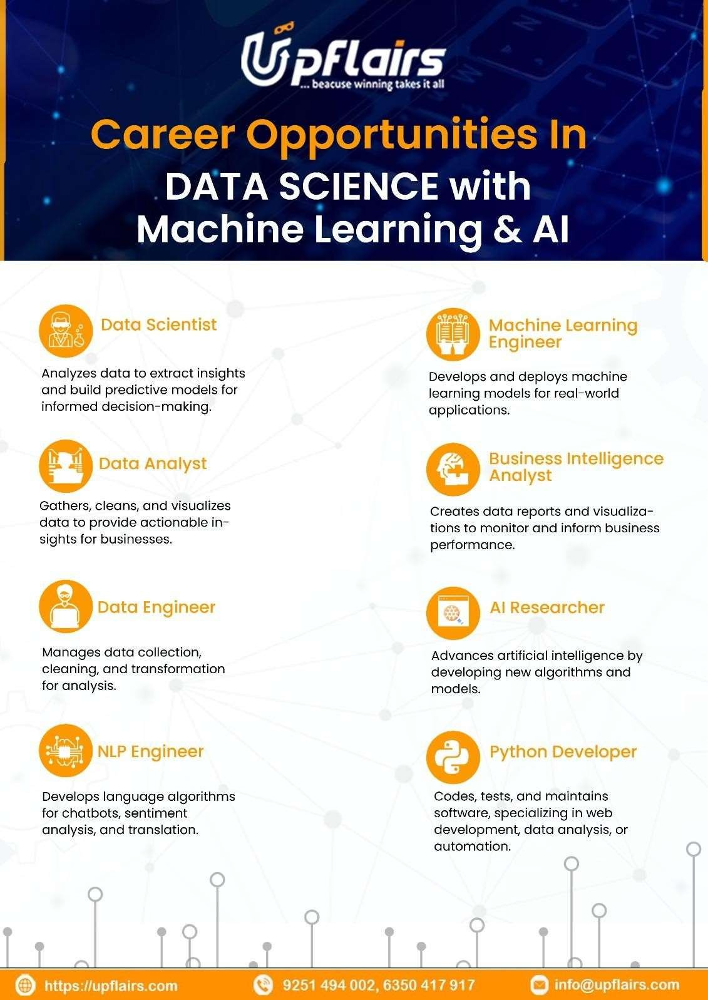 UpFlairs
... beacuse winning takes it all
Career Opportunities In
DATA SCIENCE with
Machine Learning & AI
Data Scientist
Analyzes data to extract insights
and build predictive models for
informed decision-making.
Machine Learning
Engineer
Develops and deploys machine
learning models for real-world
applications.
Data Analyst
Gathers, cleans, and visualizes
data to provide actionable in-
sights for businesses.
Business Intelligence
Analyst
Creates data reports and visualiza-
tions to monitor and inform business
performance.
Data Engineer
Manages data collection,
cleaning, and transformation
for analysis.
AI Researcher
Advances artificial intelligence by
developing new algorithms and
models.
NLP Engineer
Develops language algorithms
for chatbots, sentiment
analysis, and translation.
Python Developer
Codes, tests, and maintains
software, specializing in web
development, data analysis, or
automation.
https://upflairs.com
9251 494 002, 6350 417 917
info@upflairs.com